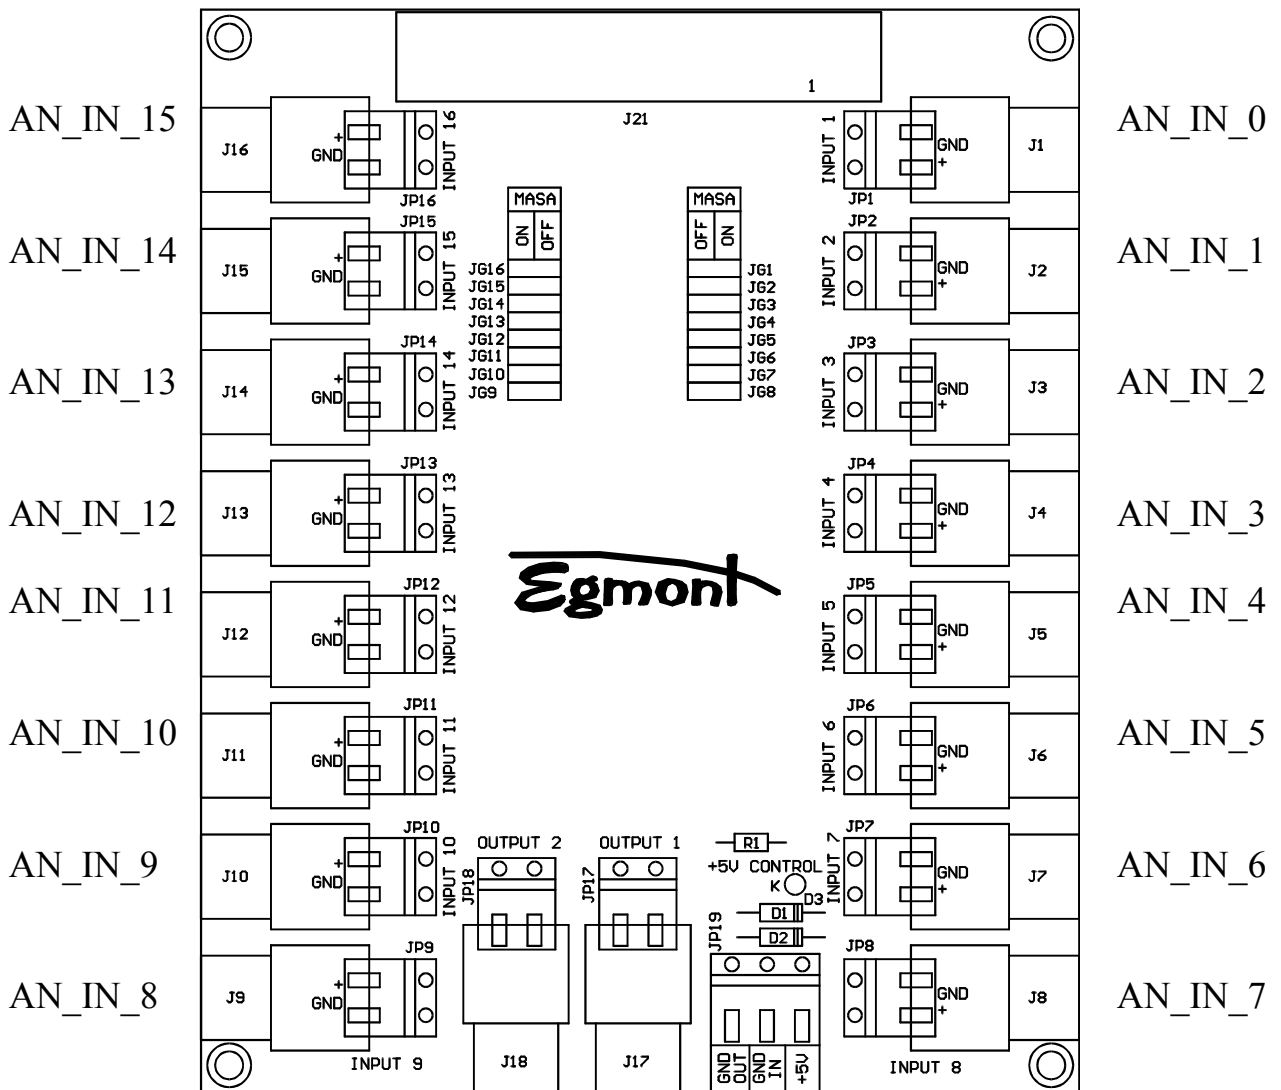 1
J21
AN_IN_15
J16
+
GND
INPUT 16
JP16
INPUT 1
JP1
GND
+
J1
AN_IN_0
MASA
ON
OFF
MASA
OFF
ON
AN_IN_14
J15
JP15
+
GND
INPUT 15
JP2
INPUT 2
GND
+
J2
AN_IN_1
JG16
JG15
JG14
JG13
JG12
JG11
JG10
JG9
JG1
JG2
JG3
JG4
JG5
JG6
JG7
JG8
AN_IN_13
J14
JP14
+
GND
INPUT 14
JP3
INPUT 3
GND
+
J3
AN_IN_2
AN_IN_12
J13
JP13
+
GND
INPUT 13
JP4
INPUT 4
GND
+
J4
AN_IN_3
Egmont
AN_IN_11
J12
JP12
+
GND
INPUT 12
JP5
INPUT 5
GND
+
J5
AN_IN_4
AN_IN_10
J11
JP11
+
GND
INPUT 11
JP6
INPUT 6
GND
+
J6
AN_IN_5
AN_IN_9
J10
JP10
+
GND
INPUT 10
JP7
INPUT 7
GND
+
J7
AN_IN_6
OUTPUT 2
JP18
J18
OUTPUT 1
JP17
J17
R1
+5V CONTROL
K
D3
D1
D2
JP19
GND OUT
GND IN
+5V
AN_IN_8
J9
JP9
+
GND
INPUT 9
JP8
GND
+
J8
INPUT 8
AN_IN_7